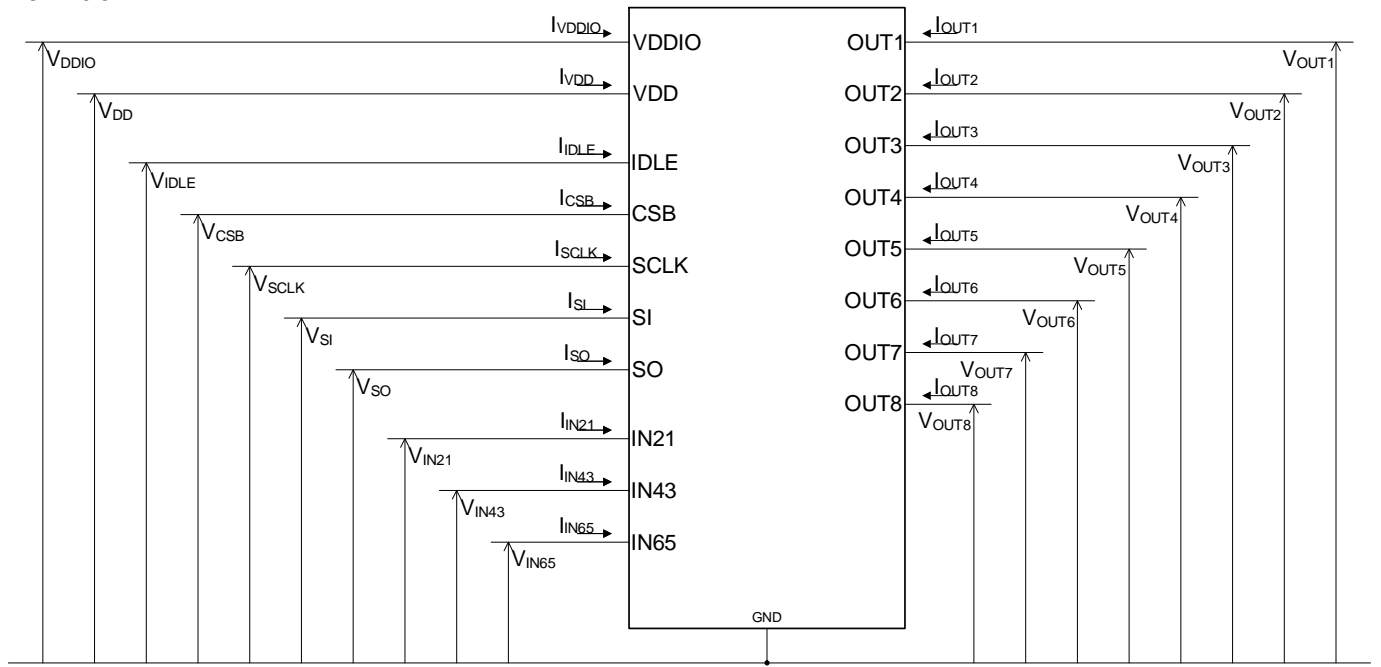 IVDDIO
VDDIO
VDDIO
OUT1
IOUT1
VOUT1
IVDD
VDD
VDD
OUT2
IOUT2
VOUT2
IIDLE
VIDLE
IDLE
OUT3
IOUT3
VOUT3
ICSB
VCSB
CSB
OUT4
IOUT4
VOUT4
ISCLK
VSCLK
SCLK
OUT5
IOUT5
VOUT5
ISI
VSI
SI
OUT6
IOUT6
VOUT6
ISO
VSO
SO
OUT7
IOUT7
VOUT7
OUT8
IOUT8
VOUT8
IIN21
VIN21
IN21
IIN43
VIN43
IN43
IIN65
VIN65
IN65
GND